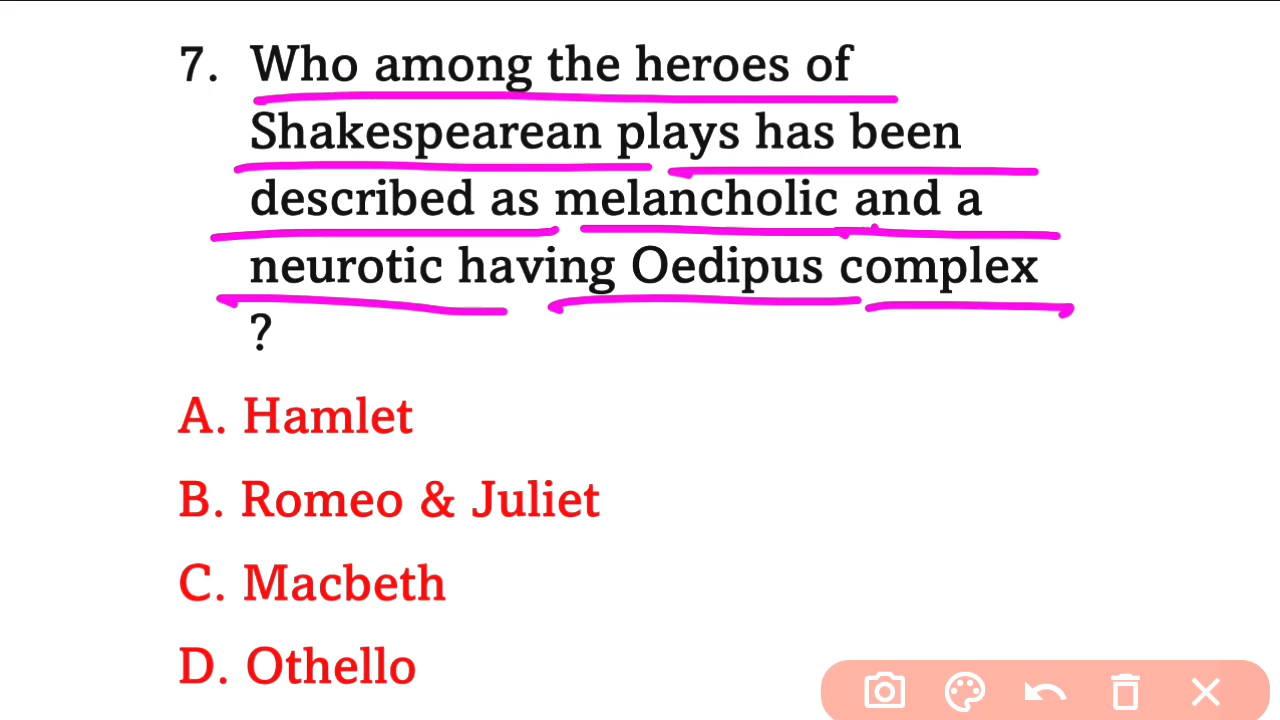 7. Who among the heroes of
Shakespearean plays has been
described as melancholic and a
neurotic having Oedipus complex
?
A. Hamlet
B. Romeo & Juliet
C. Macbeth
D. Othello